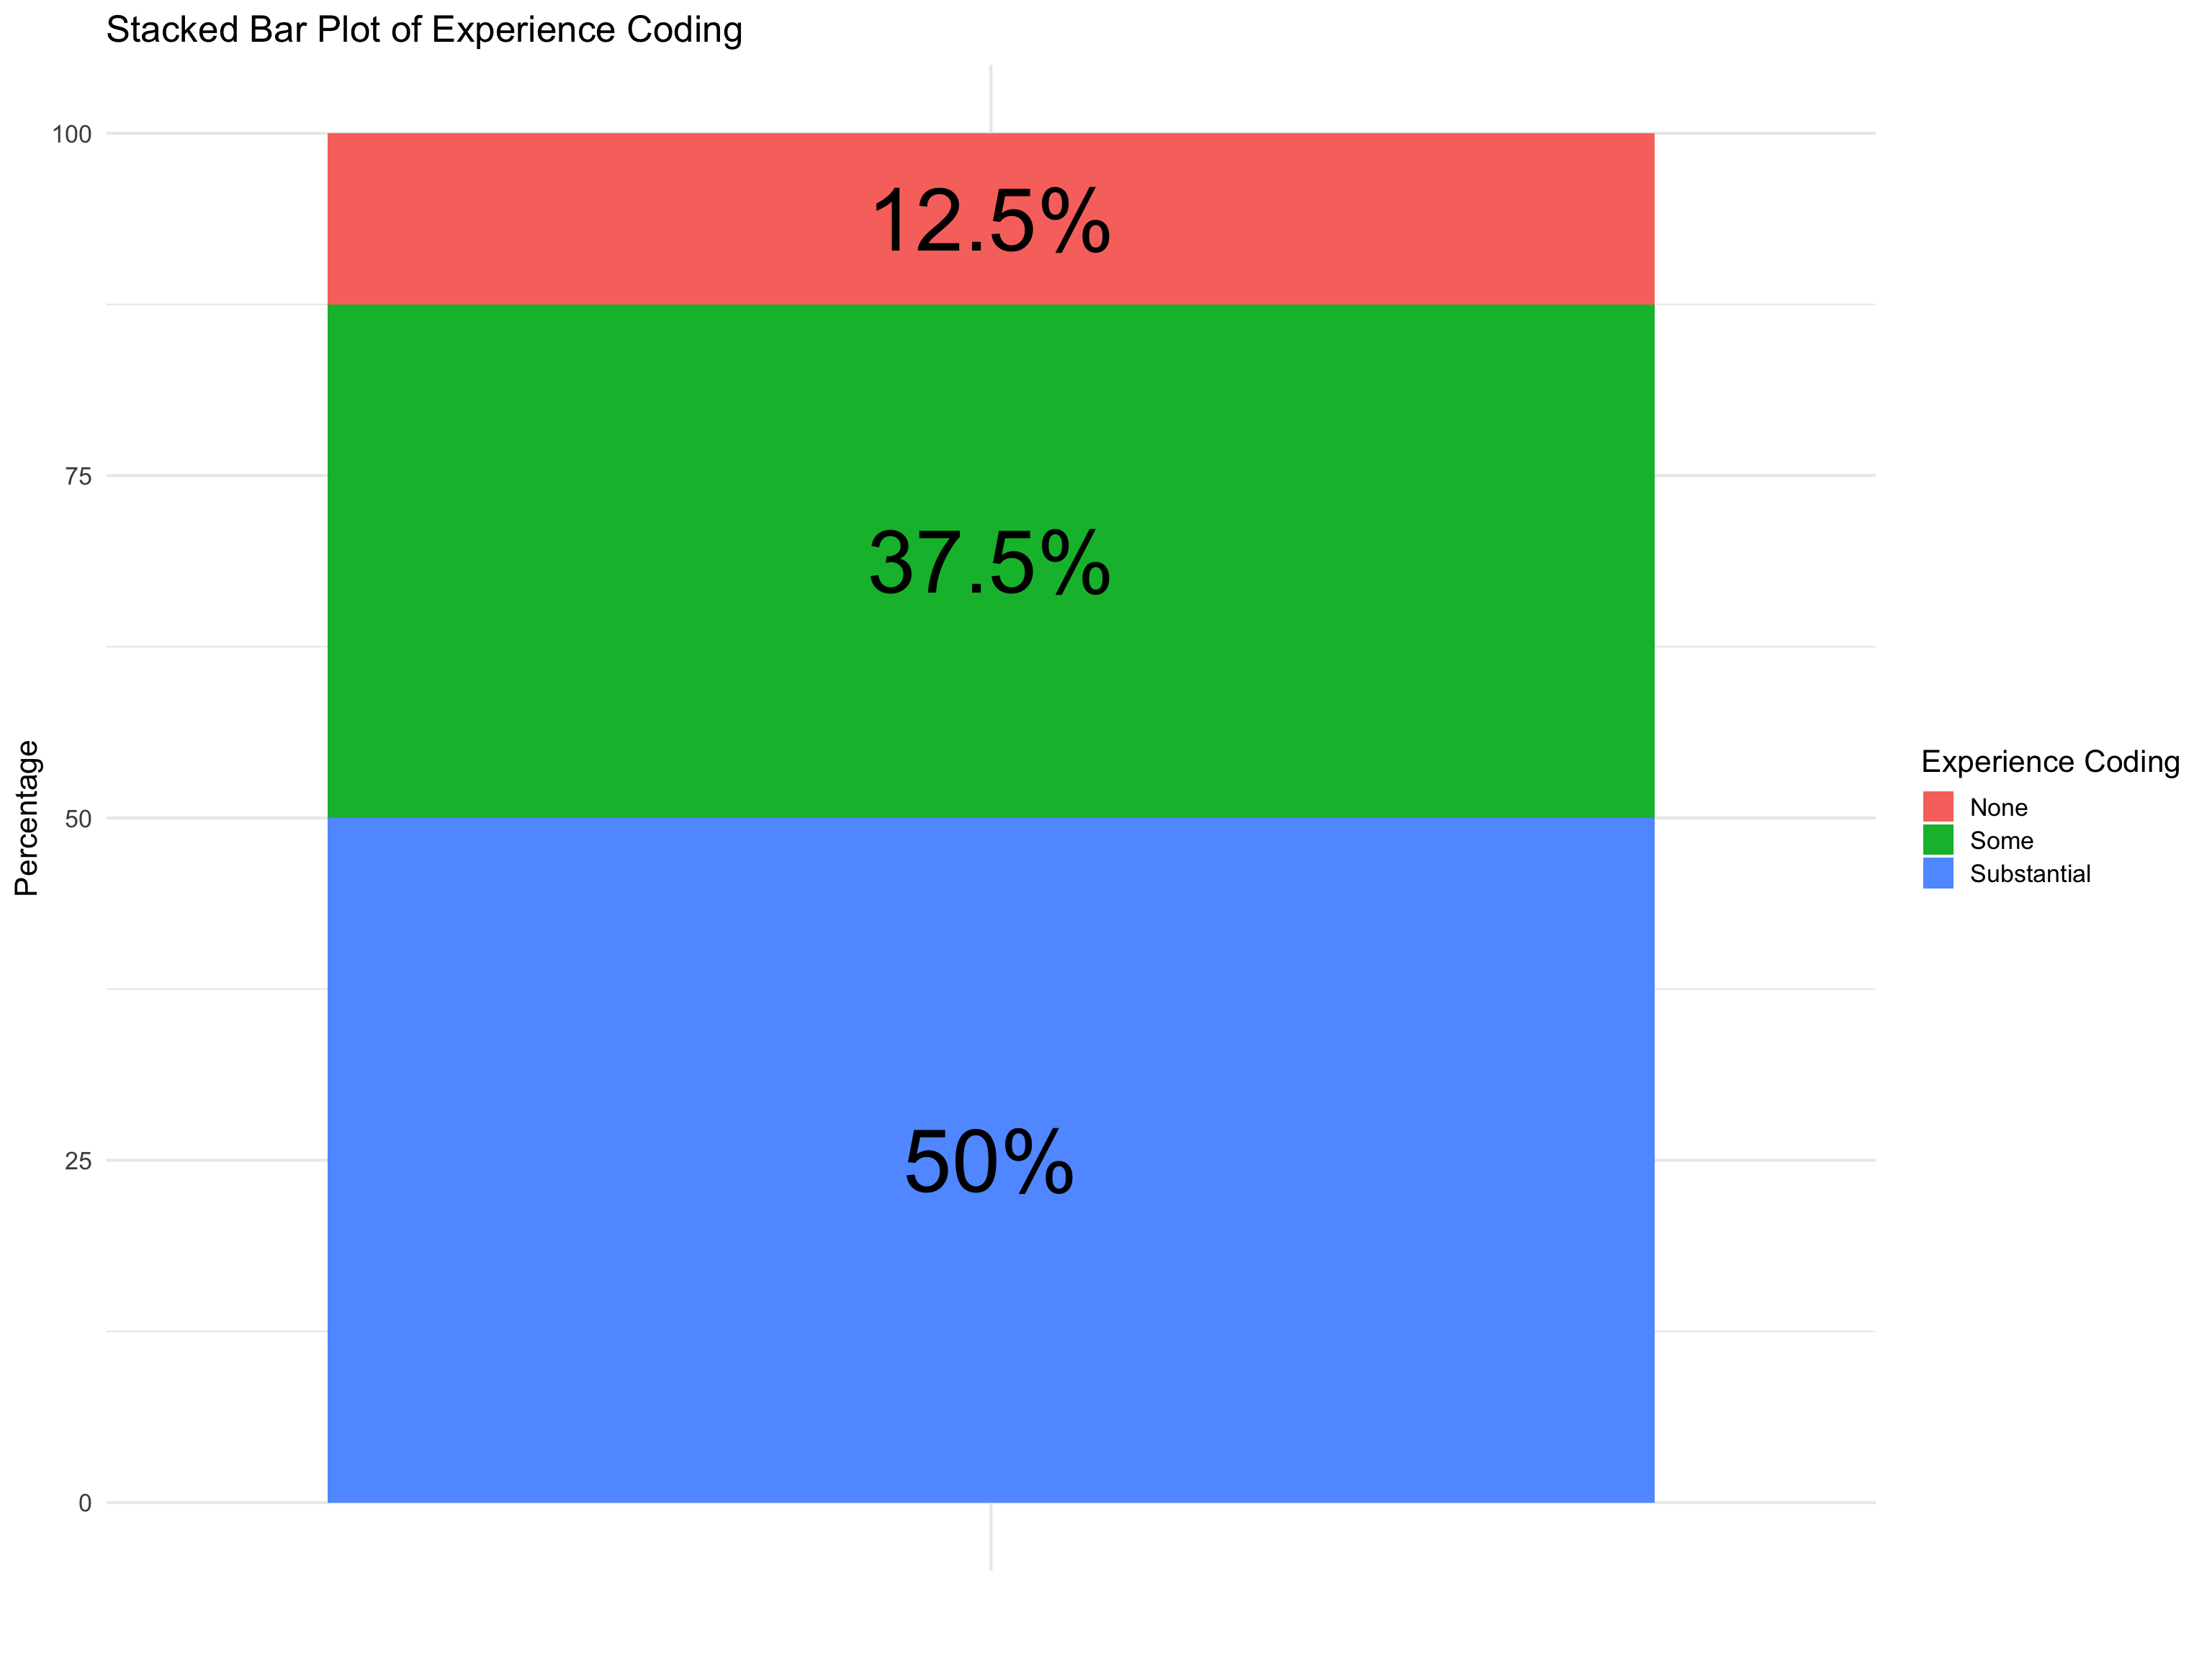 Stacked Bar Plot of Experience Coding
100
12.5%
75
37.5%
Percentage
50
25
50%
0
Experience Coding
None
Some
Substantial